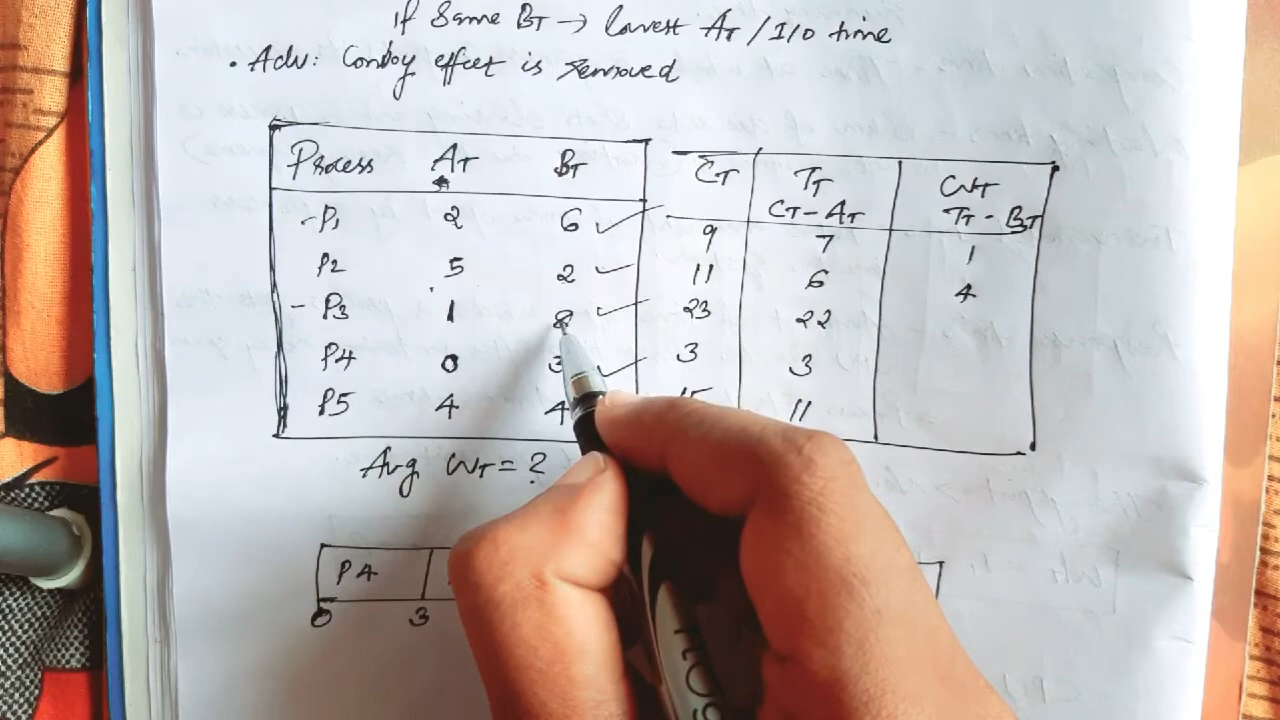 If Same BT → lowest AT / I/O time
• Adv: Convoy effect is removed
Process AT BT CT TT CT - AT WT TT - BT
- P1 2 6 ✓ 9 7 1
P2 5 2 ✓ 11 6 4
- P3 1 8 ✓ 23 22
P4 0 3 ✓ 3 3
P5 4 4 15 11
Avg WT = ?
P4
0 3